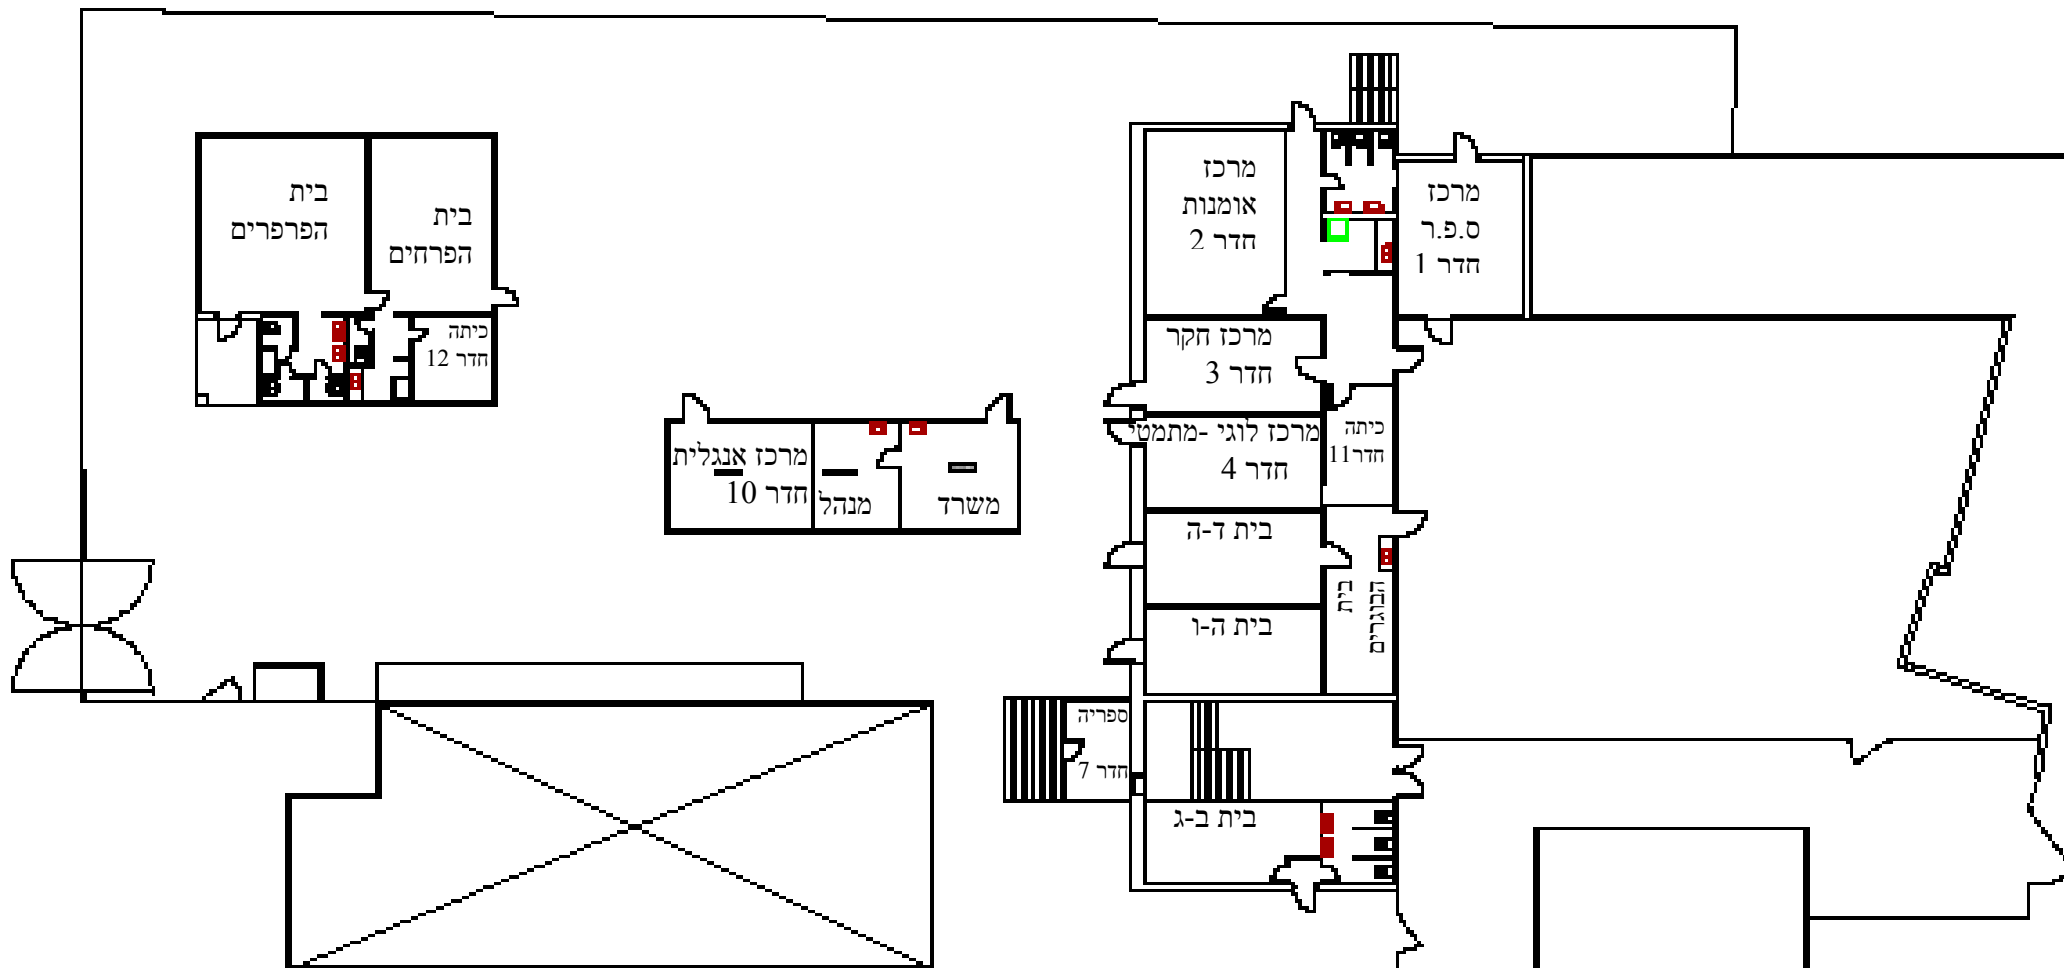 בית
הפרפרים
בית
הפרחים
כיתה
חדר 12
מרכז אנגלית
חדר 10
מנהל
משרד
מרכז
אומנות
חדר 2
מרכז
ס.פ.ר
חדר 1
מרכז חקר
חדר 3
מרכז לוגי -מתמטי
חדר 4
כיתה
חדר11
בית ד-ה
בית ה-ו
בית
הבוגרים
ספריה
חדר 7
בית ב-ג